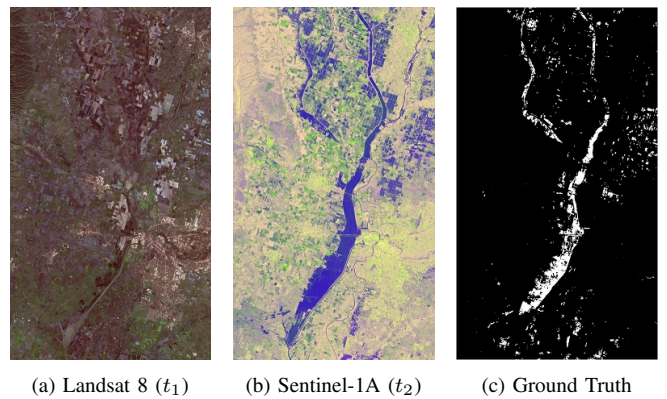 (a) Landsat 8 (t₁) (b) Sentinel-1A (t₂) (c) Ground Truth